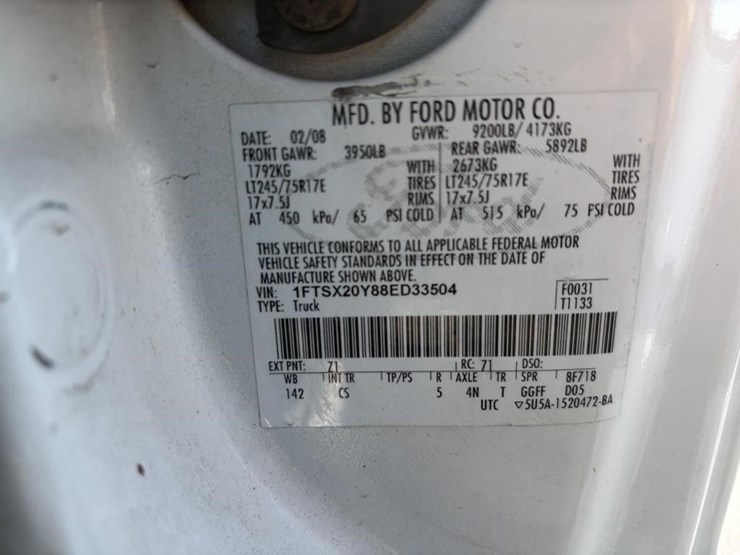 MFD. BY FORD MOTOR CO.
DATE: 02/08 GVWR: 9200LB/4173KG
FRONT GAWR: 3950LB REAR GAWR: 5892LB
1792KG WITH 2673KG WITH
LT245/75R17E TIRES LT245/75R17E TIRES
17x7.5J RIMS 17x7.5J RIMS
AT 450 kPa/ 65 PSI COLD AT 515 kPa/ 75 PSI COLD
THIS VEHICLE CONFORMS TO ALL APPLICABLE FEDERAL MOTOR
VEHICLE SAFETY STANDARDS IN EFFECT ON THE DATE OF
MANUFACTURE SHOWN ABOVE.
VIN: 1FTSX20Y88ED33504 F0031
TYPE: Truck T1133
EXT PNT: Z1 RC: 71 DSO:
WB INT TR TP/PS R AXLE TR SPR 8F718
142 CS 5 4N T GGFF D05
UTC ▽5U5A-1520472-BA